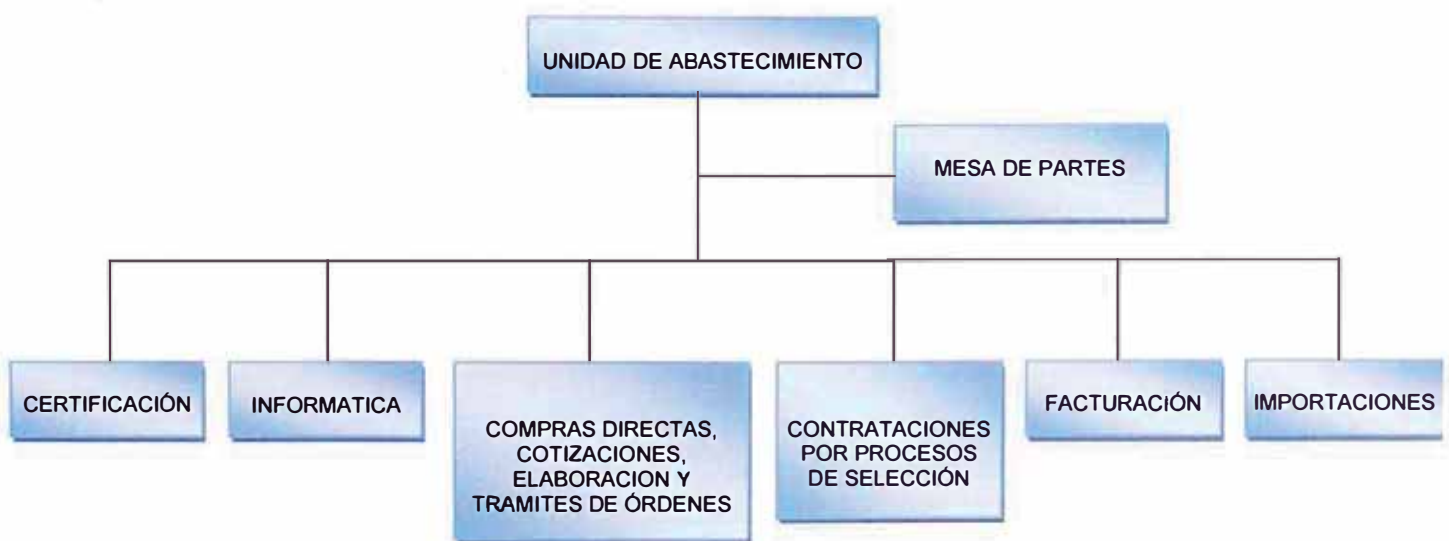 UNIDAD DE ABASTECIMIENTO
MESA DE PARTES
CERTIFICACIÓN
INFORMATICA
COMPRAS DIRECTAS,
COTIZACIONES,
ELABORACION Y
TRAMITES DE ÓRDENES
CONTRATACIONES
POR PROCESOS
DE SELECCIÓN
FACTURACIÓN
IMPORTACIONES